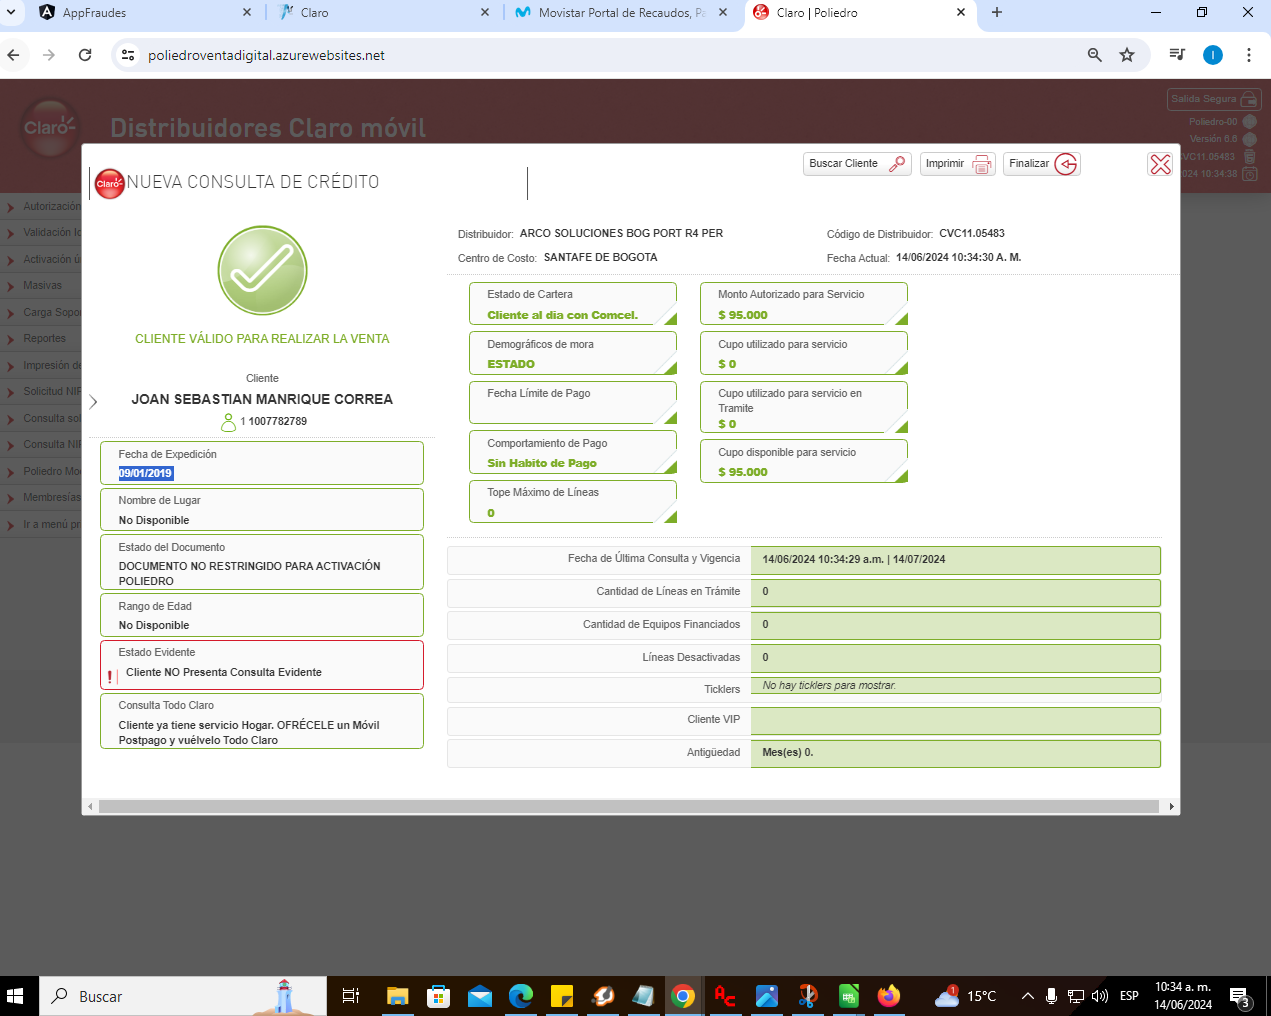 AppFraudes
Claro
Movistar Portal de Recaudos, Pa
Claro | Poliedro
poliedroventadigital.azurewebsites.net
I
Claro
Distribuidores Claro móvil
Salida Segura
Poliedro-00
Versión 6.6
CVC11.05483
2024 10:34:38
Buscar Cliente
Imprimir
Finalizar
Claro
NUEVA CONSULTA DE CRÉDITO
Autorización
Validación Id
Activación ú
Masivas
Carga Sopo
Reportes
Impresión de
Solicitud NIP
Consulta sol
Consulta NIP
Poliedro Mo
Membresías
Ir a menú pr
CLIENTE VÁLIDO PARA REALIZAR LA VENTA
Cliente
JOAN SEBASTIAN MANRIQUE CORREA
1 1007782789
Fecha de Expedición
09/01/2019
Nombre de Lugar
No Disponible
Estado del Documento
DOCUMENTO NO RESTRINGIDO PARA ACTIVACIÓN
POLIEDRO
Rango de Edad
No Disponible
Estado Evidente
! Cliente NO Presenta Consulta Evidente
Consulta Todo Claro
Cliente ya tiene servicio Hogar. OFRÉCELE un Móvil
Postpago y vuélvelo Todo Claro
Distribuidor: ARCO SOLUCIONES BOG PORT R4 PER
Código de Distribuidor: CVC11.05483
Centro de Costo: SANTAFE DE BOGOTA
Fecha Actual: 14/06/2024 10:34:30 A. M.
Estado de Cartera
Cliente al dia con Comcel.
Demográficos de mora
ESTADO
Fecha Límite de Pago
Comportamiento de Pago
Sin Habito de Pago
Tope Máximo de Líneas
0
Monto Autorizado para Servicio
$ 95.000
Cupo utilizado para servicio
$ 0
Cupo utilizado para servicio en
Tramite
$ 0
Cupo disponible para servicio
$ 95.000
Fecha de Última Consulta y Vigencia 14/06/2024 10:34:29 a.m. | 14/07/2024
Cantidad de Líneas en Trámite 0
Cantidad de Equipos Financiados 0
Líneas Desactivadas 0
Ticklers No hay ticklers para mostrar.
Cliente VIP
Antigüedad Mes(es) 0.
Buscar
1
15°C
ESP
10:34 a. m.
14/06/2024
3